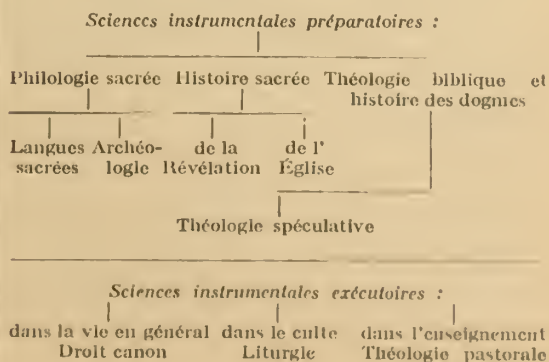 Sciences instrumentales préparatoires :
Philologie sacrée Histoire sacrée Théologie biblique et
histoire des dogmes
Langues Archéo- de la de l'
sacrées logie Révélation Église
Théologie spéculative
Sciences instrumentales exécutoires :
dans la vie en général dans le culte dans l'enseignement
Droit canon Liturgie Théologie pastorale